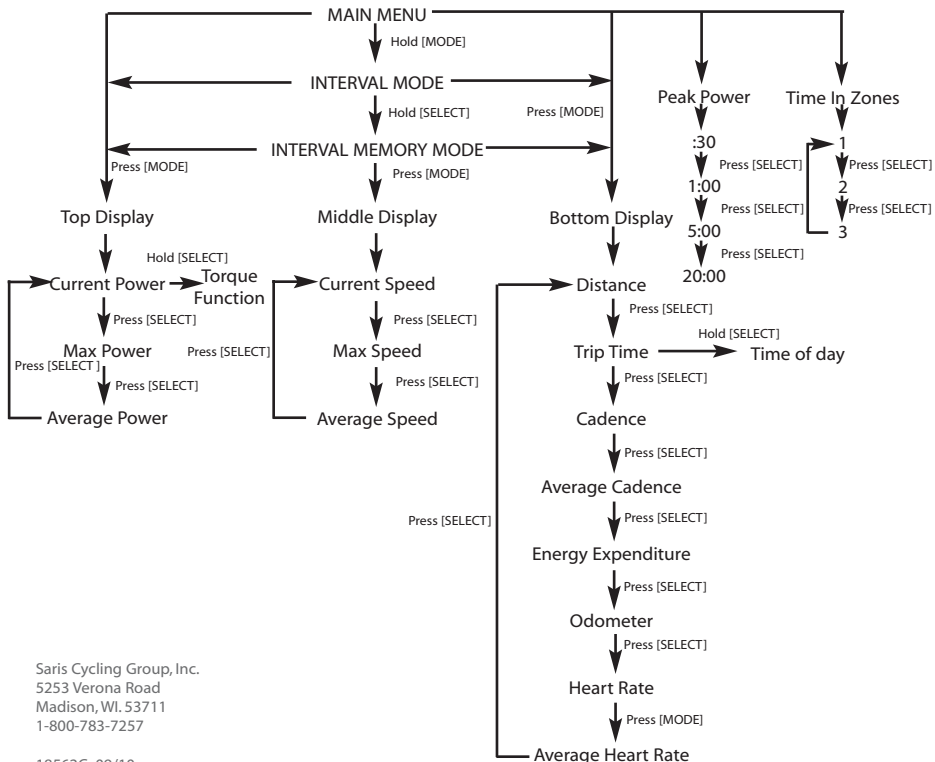 MAIN MENU
Hold [MODE]
INTERVAL MODE
Hold [SELECT]
Press [MODE]
INTERVAL MEMORY MODE
Press [MODE]
Press [MODE]
Top Display
Hold [SELECT]
Current Power
Torque
Function
Press [SELECT]
Max Power
Press [SELECT]
Press [SELECT]
Average Power
Middle Display
Current Speed
Press [SELECT]
Press [SELECT]
Max Speed
Press [SELECT]
Average Speed
Bottom Display
Distance
Press [SELECT]
Hold [SELECT]
Trip Time
Time of day
Press [SELECT]
Cadence
Press [SELECT]
Average Cadence
Press [SELECT]
Press [SELECT]
Energy Expenditure
Press [SELECT]
Odometer
Press [SELECT]
Heart Rate
Press [MODE]
Average Heart Rate
Peak Power
:30
Press [SELECT]
1:00
Press [SELECT]
5:00
Press [SELECT]
20:00
Time In Zones
1
Press [SELECT]
2
Press [SELECT]
3
Saris Cycling Group, Inc.
5253 Verona Road
Madison, WI. 53711
1-800-783-7257